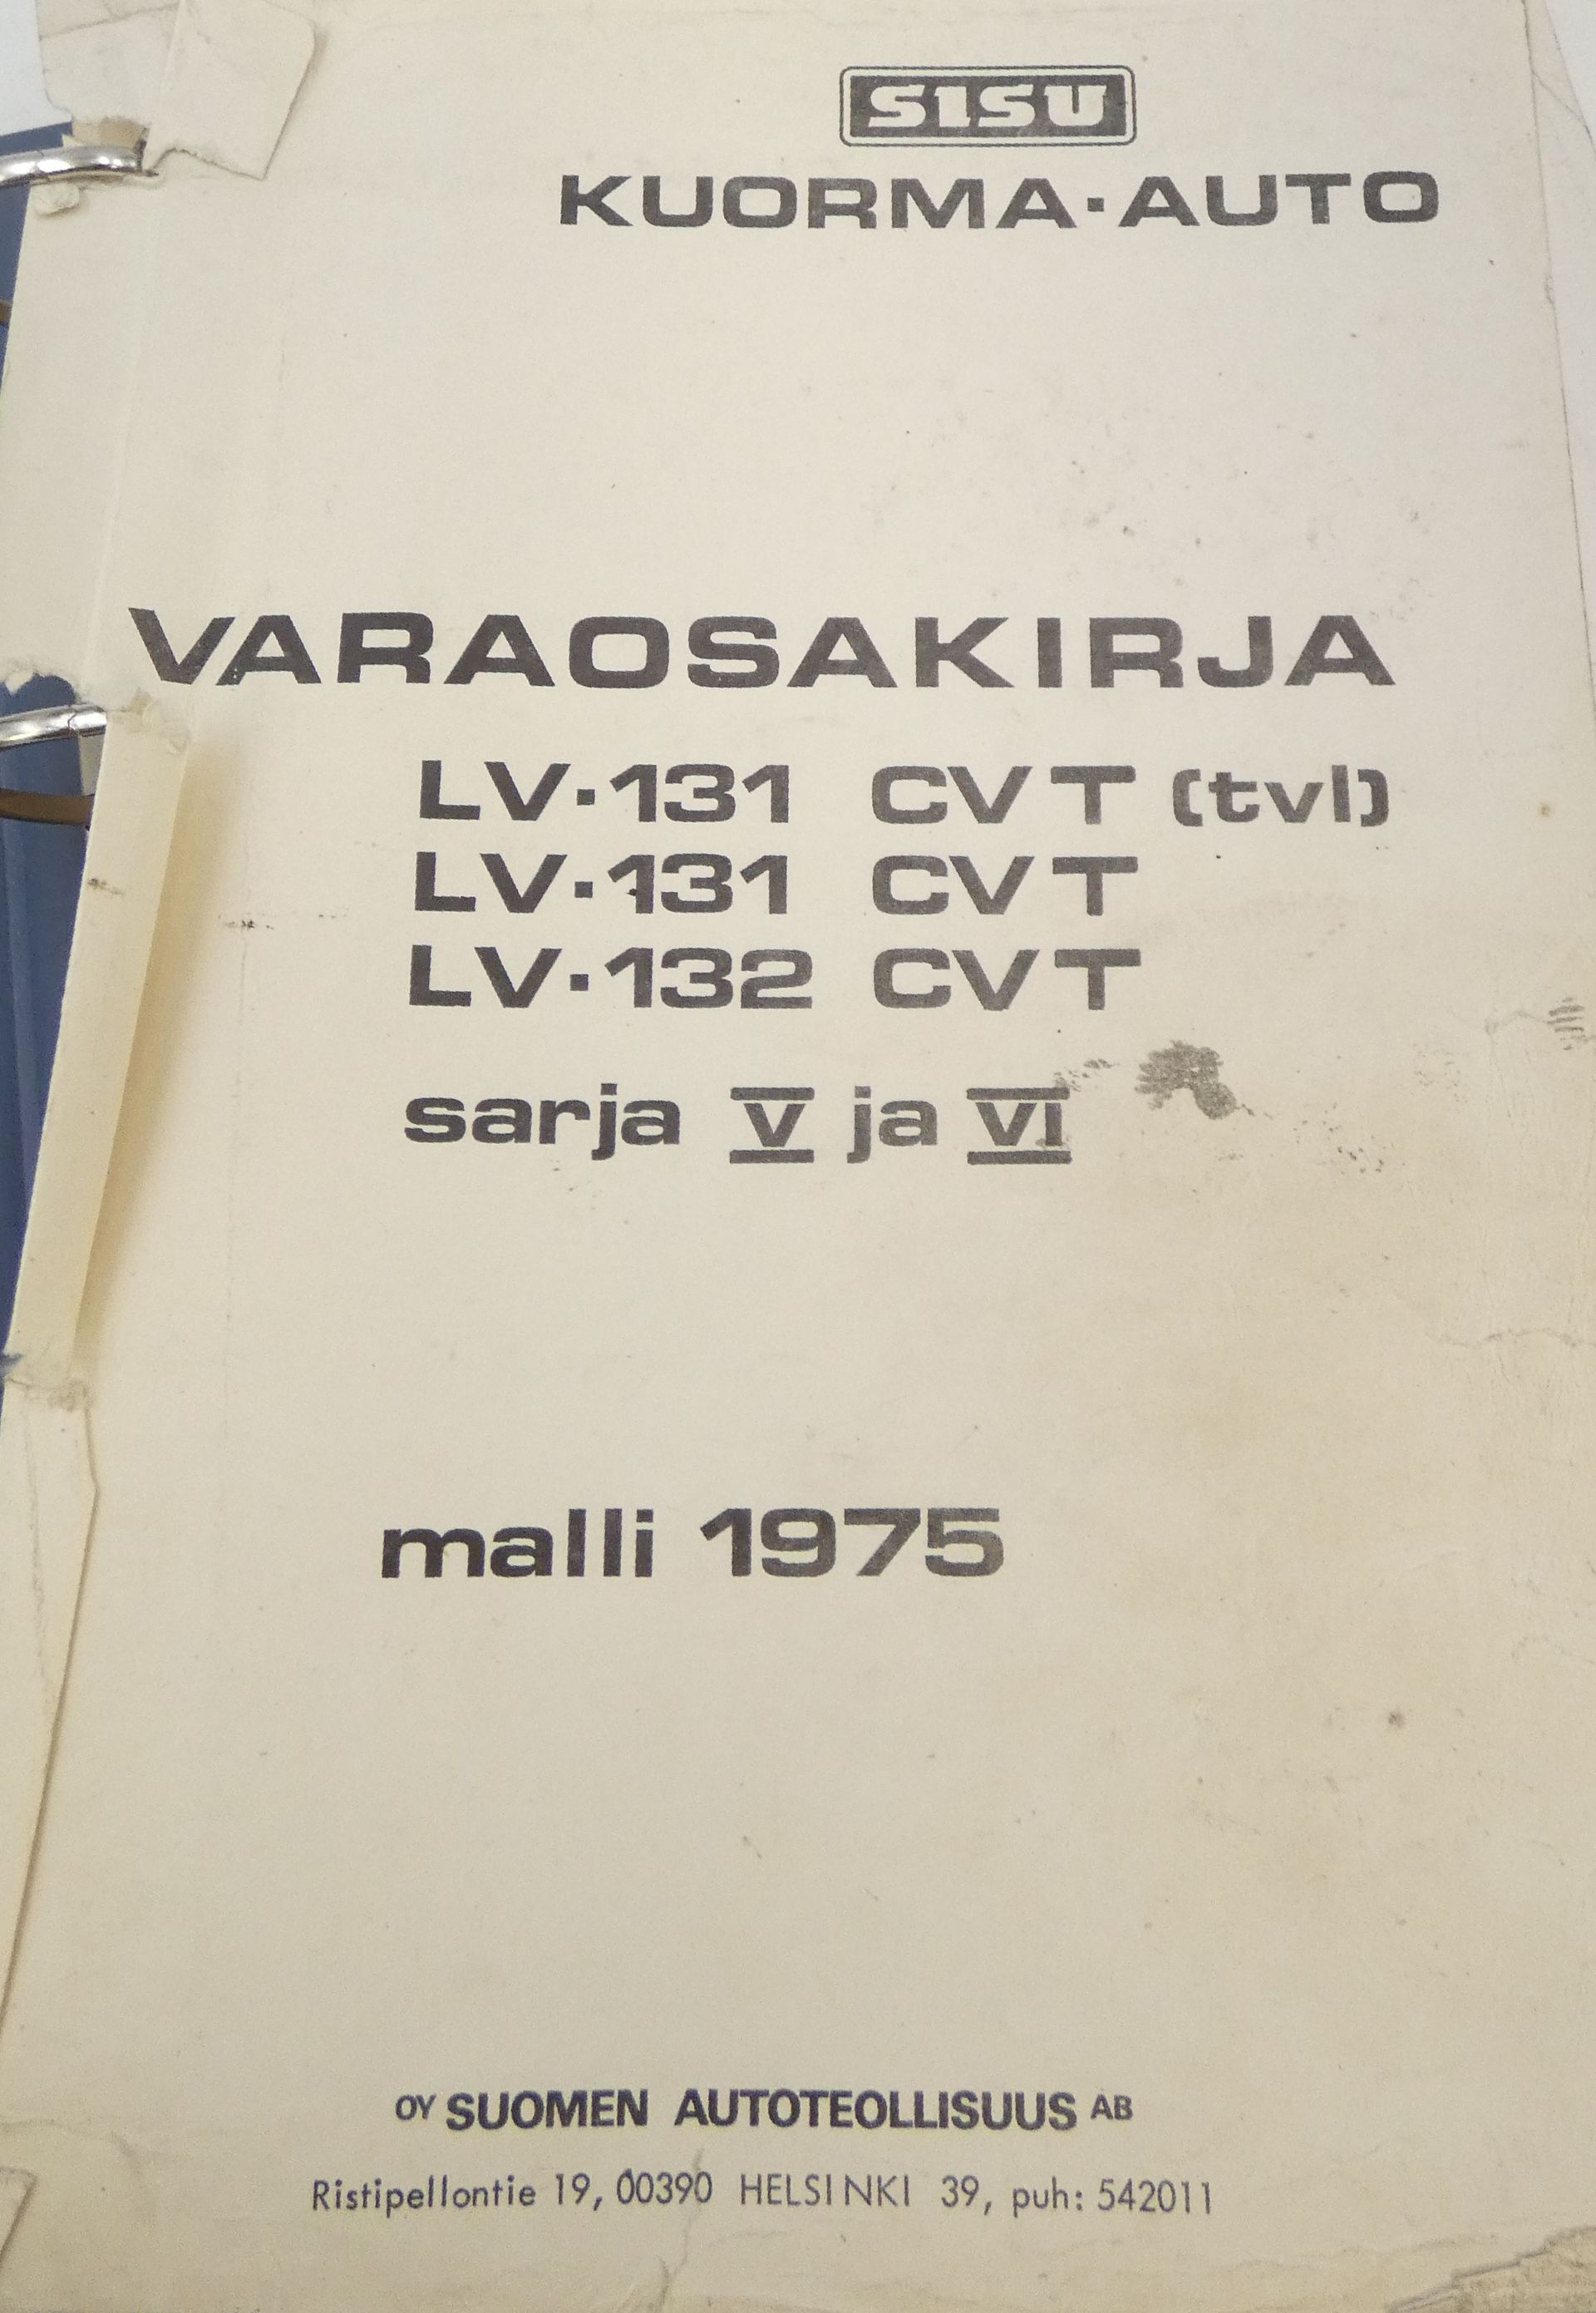 SISU
KUORMA-AUTO
VARAOSAKIRJA
LV-131 CVT (tvl)
LV-131 CVT
LV-132 CVT
sarja V ja VI
malli 1975
OY SUOMEN AUTOTEOLLISUUS AB
Ristipellontie 19, 00390 HELSINKI 39, puh: 542011